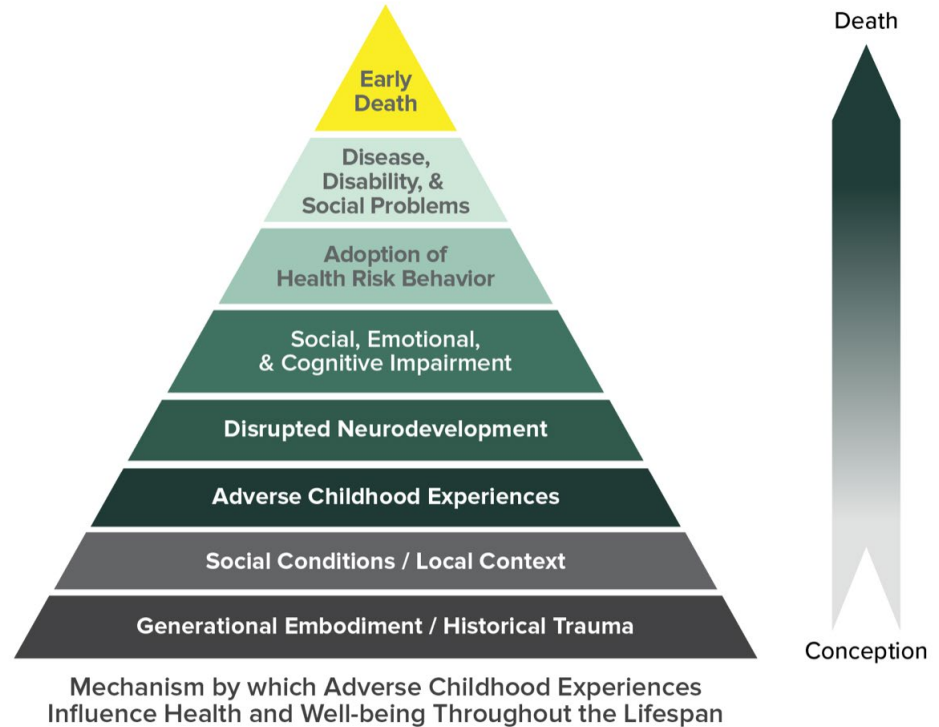 Death
Early
Death
Disease,
Disability, &
Social Problems
Adoption of
Health Risk Behavior
Social, Emotional,
& Cognitive Impairment
Disrupted Neurodevelopment
Adverse Childhood Experiences
Social Conditions / Local Context
Generational Embodiment / Historical Trauma
Conception
Mechanism by which Adverse Childhood Experiences
Influence Health and Well-being Throughout the Lifespan